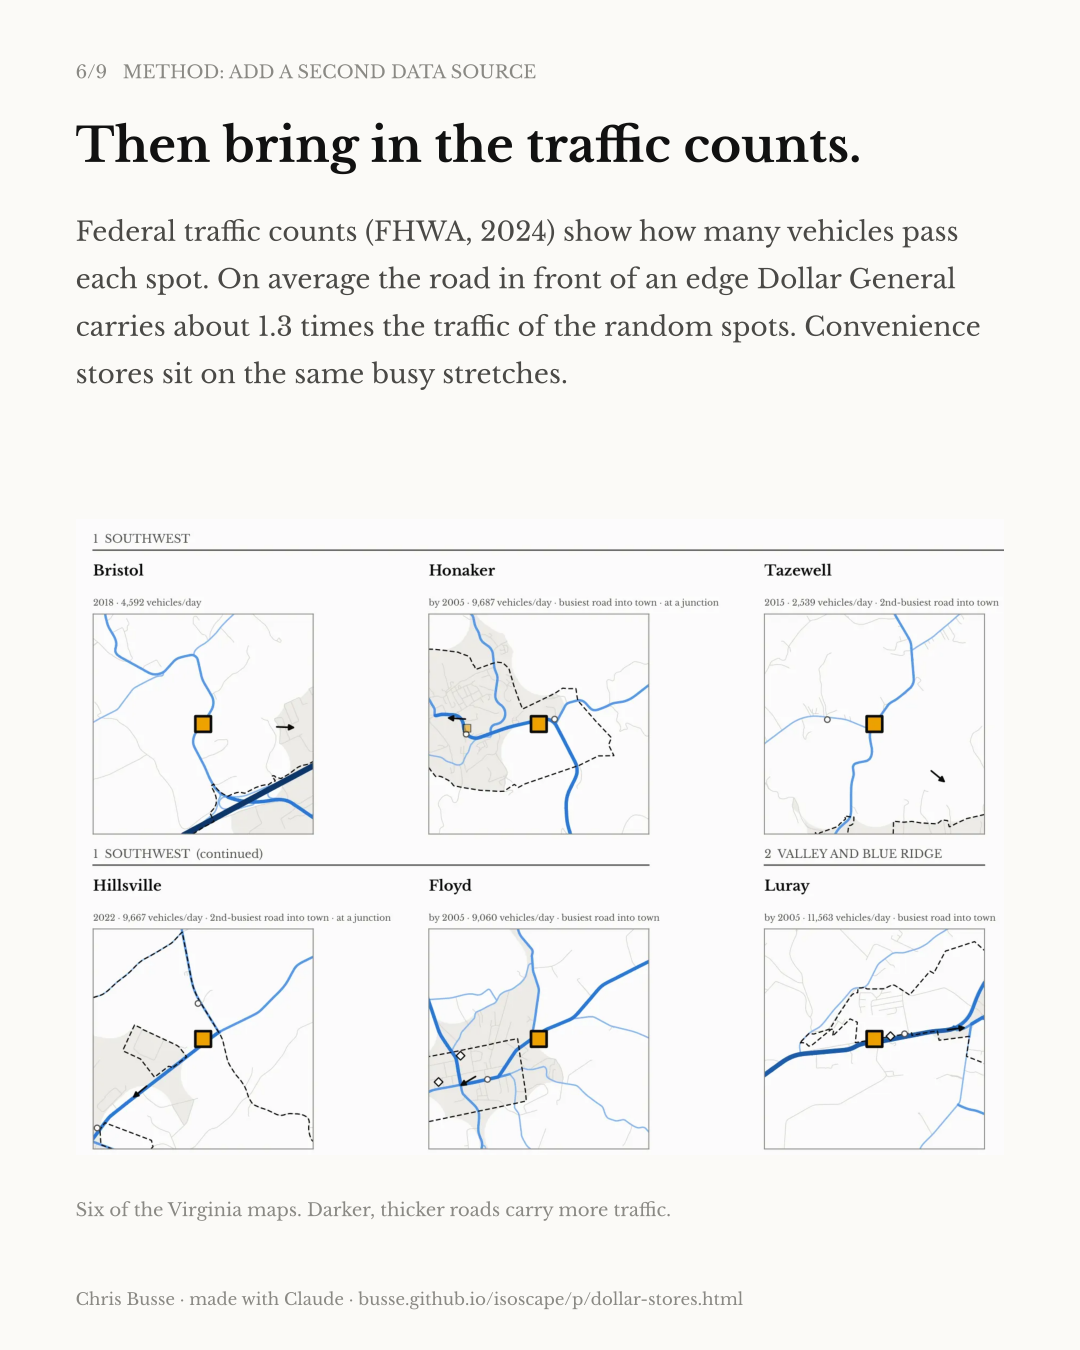 6/9 METHOD: ADD A SECOND DATA SOURCE
Then bring in the traffic counts.
Federal traffic counts (FHWA, 2024) show how many vehicles pass
each spot. On average the road in front of an edge Dollar General
carries about 1.3 times the traffic of the random spots. Convenience
stores sit on the same busy stretches.
1 SOUTHWEST
Bristol
2018 · 4,592 vehicles/day
Honaker
by 2005 · 9,687 vehicles/day · busiest road into town · at a junction
Tazewell
2015 · 2,539 vehicles/day · 2nd-busiest road into town
1 SOUTHWEST (continued)
2 VALLEY AND BLUE RIDGE
Hillsville
2022 · 9,667 vehicles/day · 2nd-busiest road into town · at a junction
Floyd
by 2005 · 9,060 vehicles/day · busiest road into town
Luray
by 2005 · 11,563 vehicles/day · busiest road into town
Six of the Virginia maps. Darker, thicker roads carry more traffic.
Chris Busse · made with Claude · busse.github.io/isoscape/p/dollar-stores.html